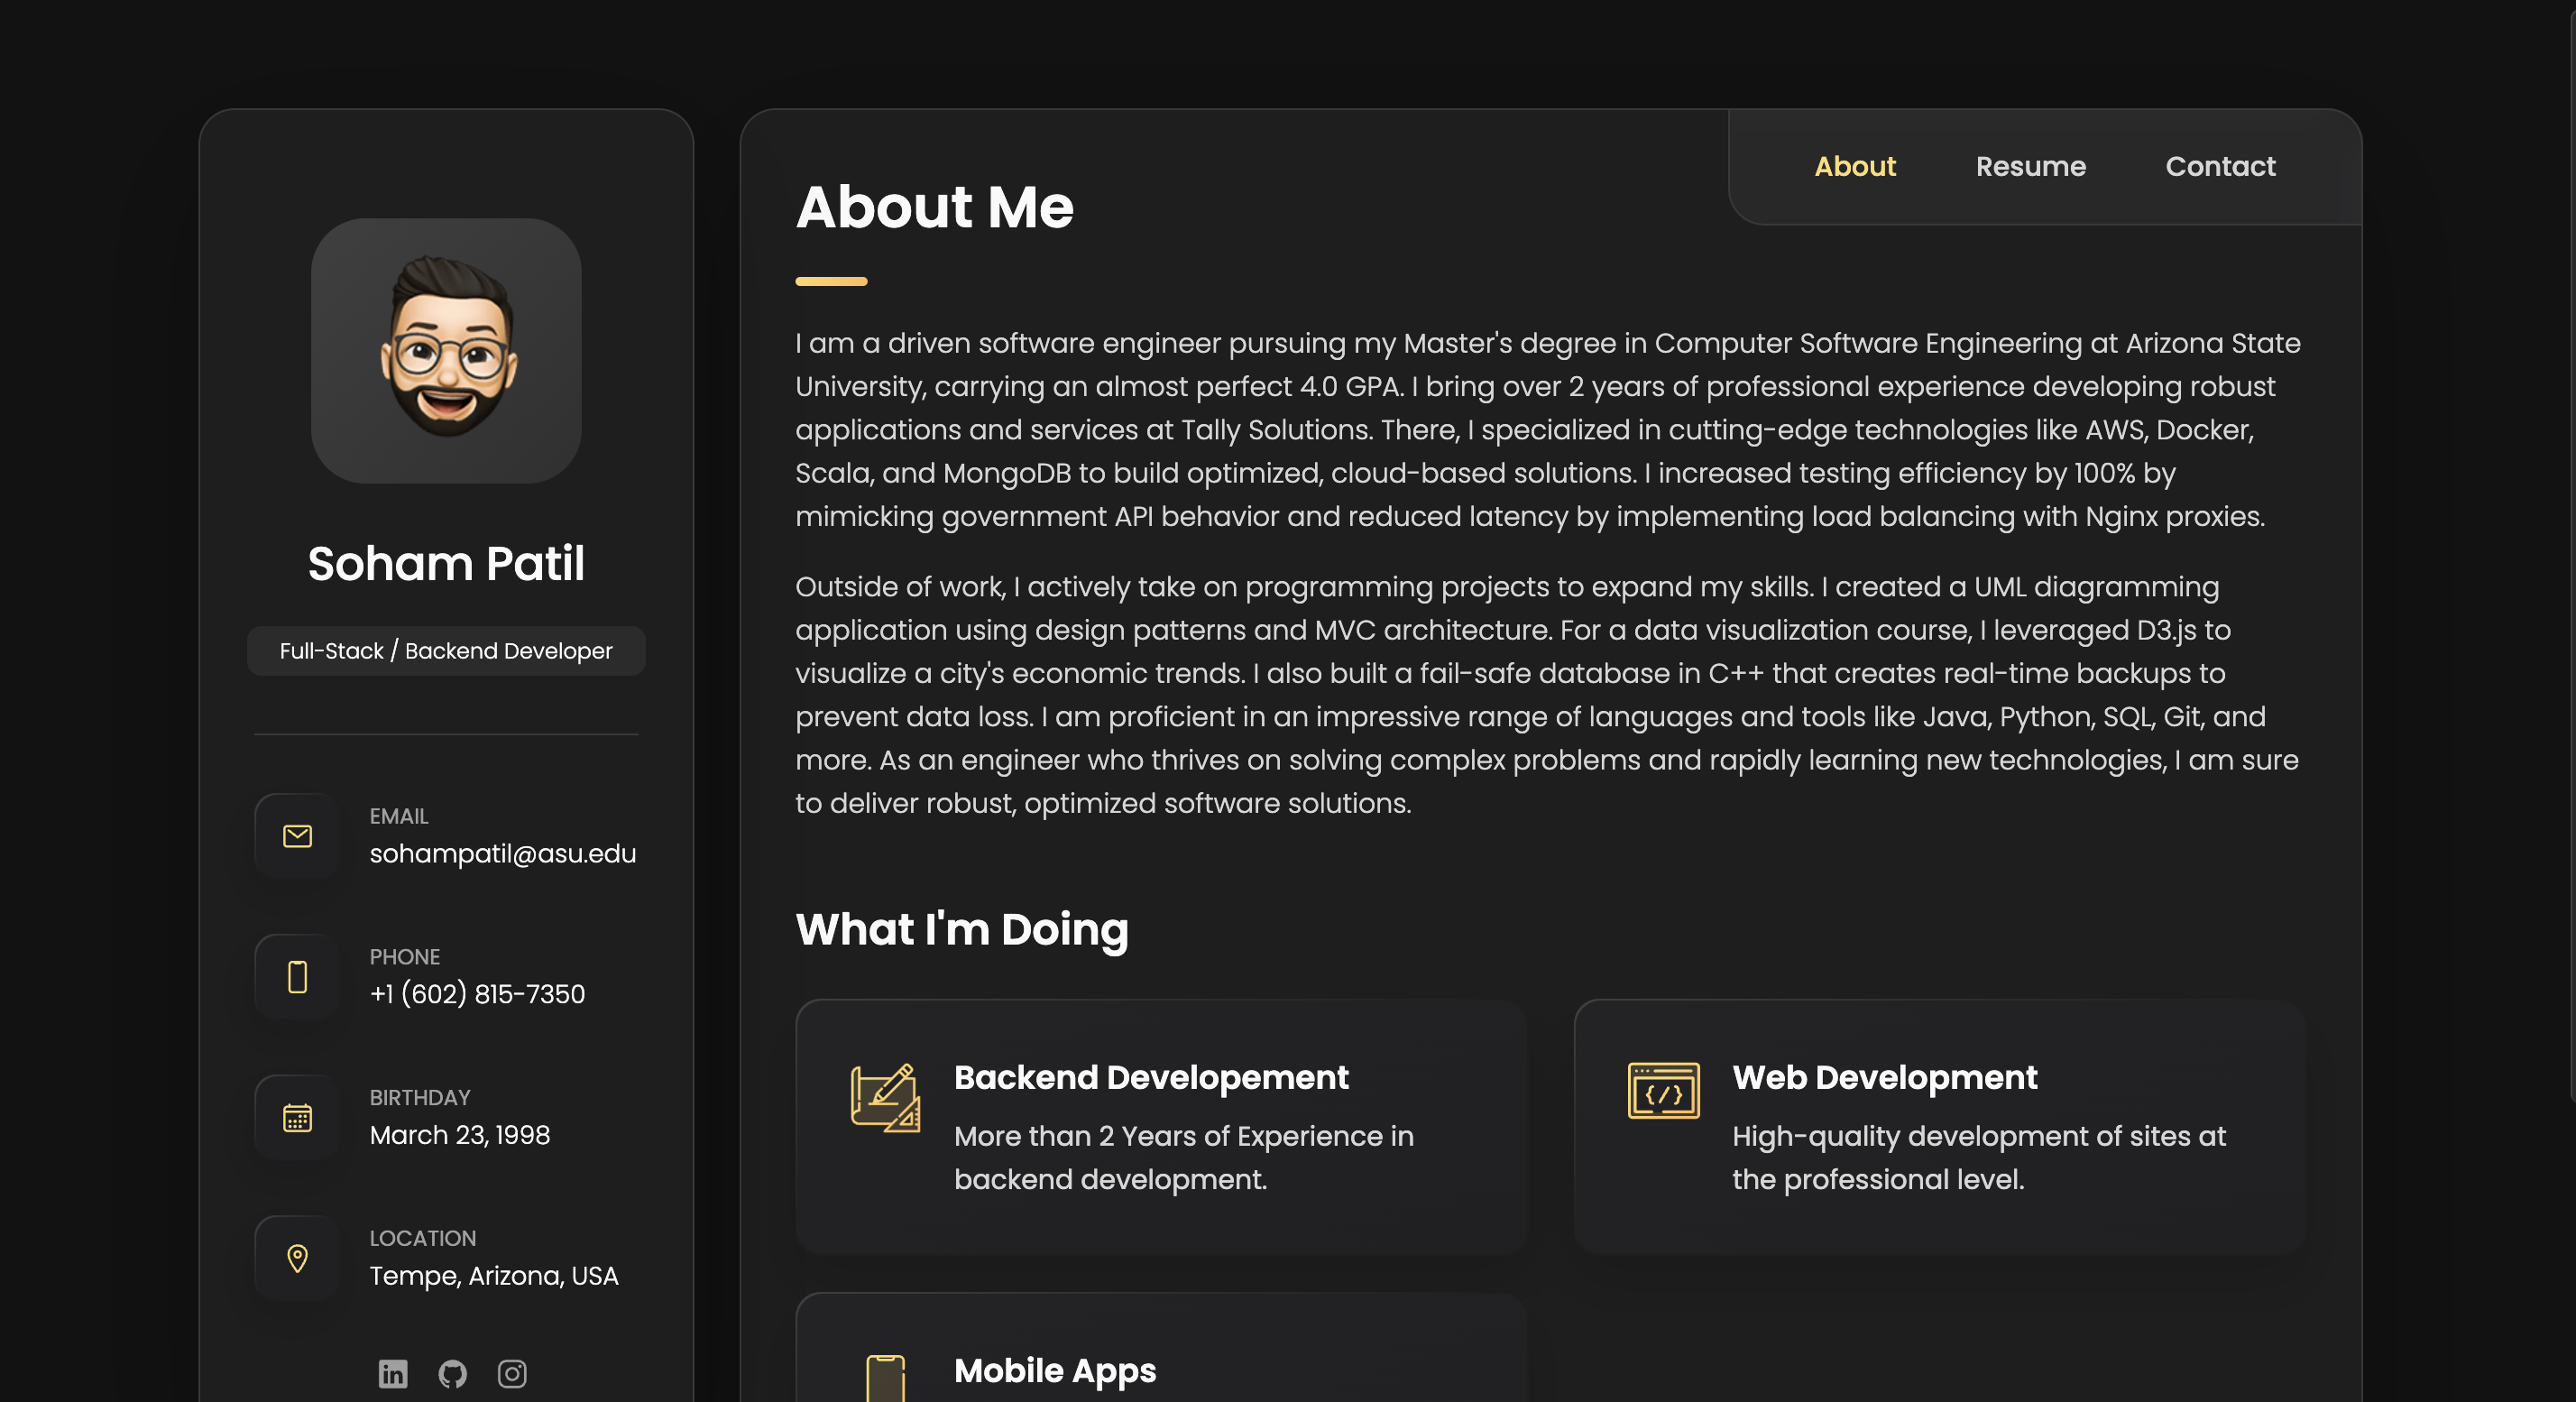 Soham Patil
Full-Stack / Backend Developer
EMAIL
sohampatil@asu.edu
PHONE
+1 (602) 815-7350
BIRTHDAY
March 23, 1998
LOCATION
Tempe, Arizona, USA
in
About Resume Contact
About Me
I am a driven software engineer pursuing my Master's degree in Computer Software Engineering at Arizona State
University, carrying an almost perfect 4.0 GPA. I bring over 2 years of professional experience developing robust
applications and services at Tally Solutions. There, I specialized in cutting-edge technologies like AWS, Docker,
Scala, and MongoDB to build optimized, cloud-based solutions. I increased testing efficiency by 100% by
mimicking government API behavior and reduced latency by implementing load balancing with Nginx proxies.
Outside of work, I actively take on programming projects to expand my skills. I created a UML diagramming
application using design patterns and MVC architecture. For a data visualization course, I leveraged D3.js to
visualize a city's economic trends. I also built a fail-safe database in C++ that creates real-time backups to
prevent data loss. I am proficient in an impressive range of languages and tools like Java, Python, SQL, Git, and
more. As an engineer who thrives on solving complex problems and rapidly learning new technologies, I am sure
to deliver robust, optimized software solutions.
What I'm Doing
Backend Developement
More than 2 Years of Experience in
backend development.
Web Development
High-quality development of sites at
the professional level.
Mobile Apps